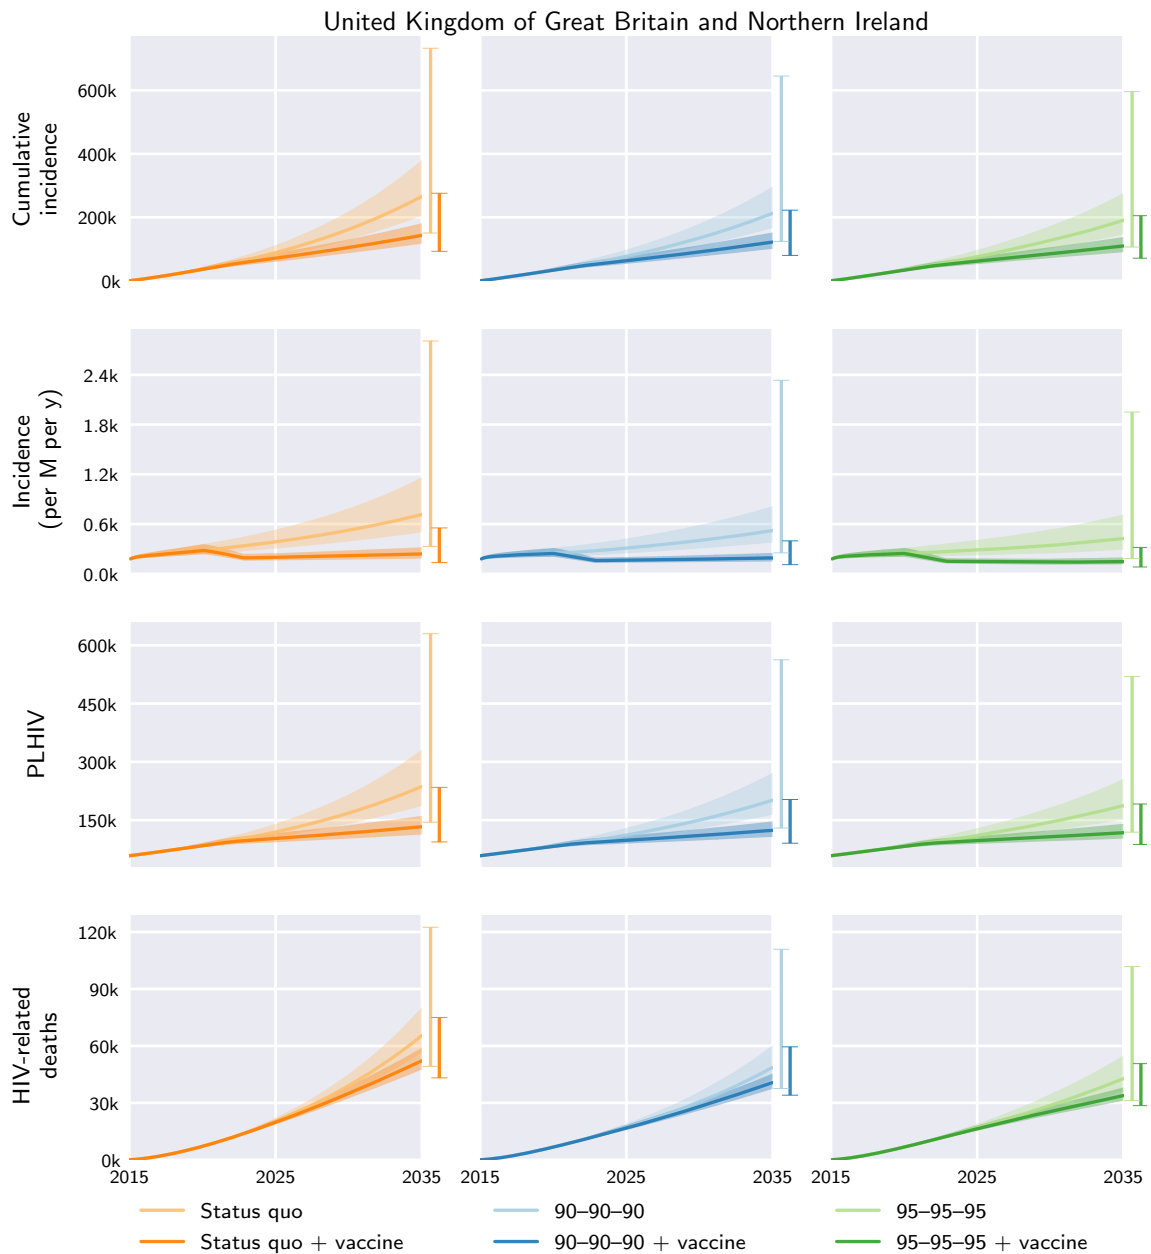 United Kingdom of Great Britain and Northern Ireland
Cumulative
incidence
600k
400k
200k
0k
Incidence
(per M per y)
2.4k
1.8k
1.2k
0.6k
0.0k
PLHIV
600k
450k
300k
150k
HIV-related
deaths
120k
90k
60k
30k
0k
2015 2025 2035 2015 2025 2035 2015 2025 2035
Status quo 90–90–90 95–95–95
Status quo + vaccine 90–90–90 + vaccine 95–95–95 + vaccine